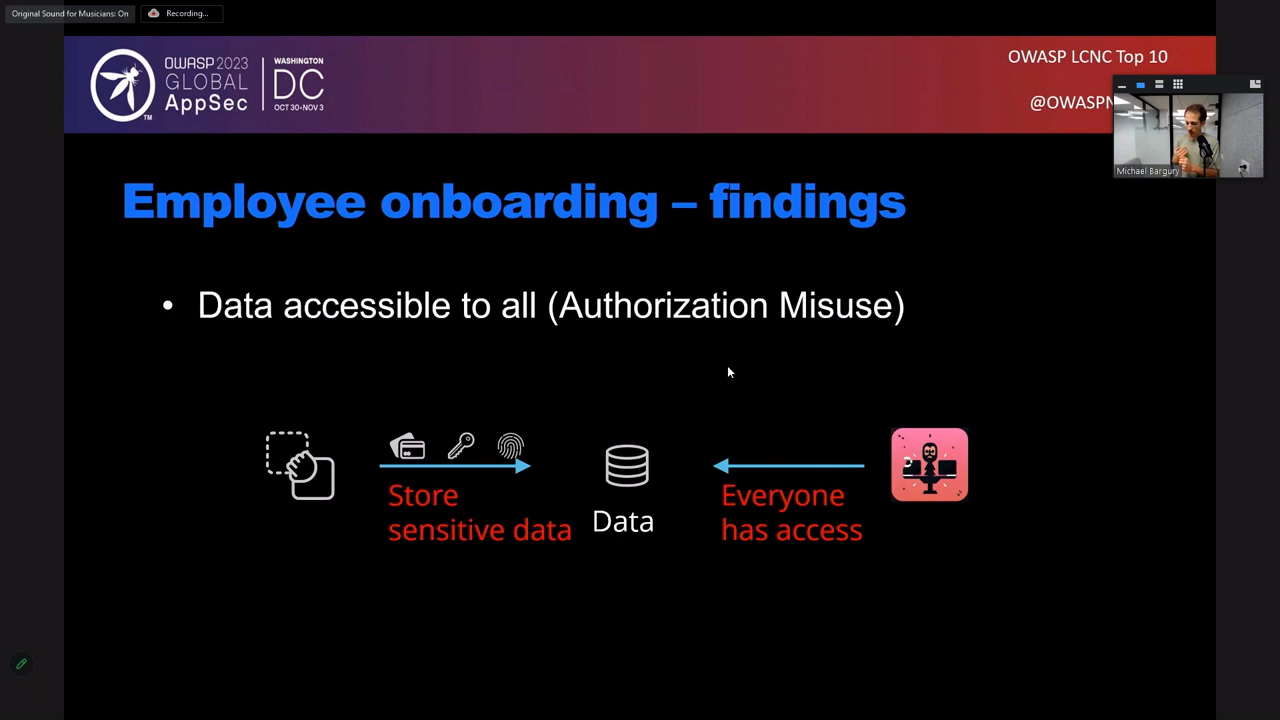 Original Sound for Musicians: On
Recording...
OWASP 2023
GLOBAL
AppSec
TM
WASHINGTON
DC
OCT 30-NOV 3
OWASP LCNC Top 10
@OWASPN
Michael Bargury
Employee onboarding – findings
• Data accessible to all (Authorization Misuse)
Store
sensitive data
Data
Everyone
has access